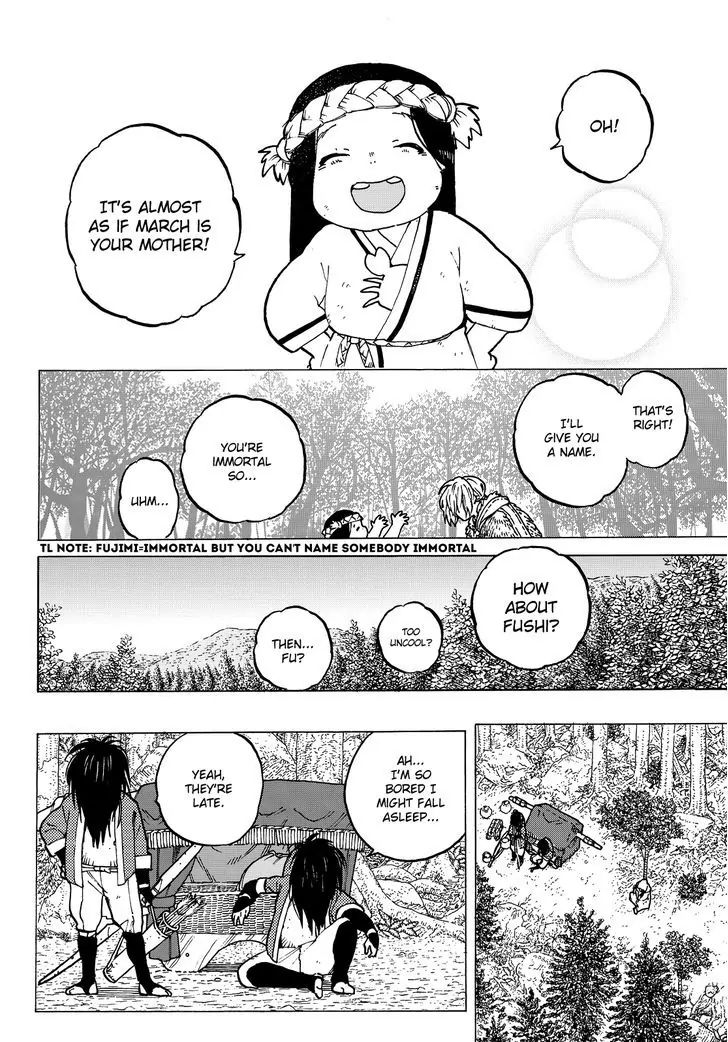 OH!
IT'S ALMOST
AS IF MARCH IS
YOUR MOTHER!
THAT'S
RIGHT!
I'LL
GIVE YOU
A NAME.
YOU'RE
IMMORTAL
SO...
UHM...
TL NOTE: FUJIMI=IMMORTAL BUT YOU CAN'T NAME SOMEBODY IMMORTAL
HOW
ABOUT
FUSHI?
TOO
UNCOOL?
THEN...
FU?
AH...
I'M SO
BORED I
MIGHT FALL
ASLEEP...
YEAH,
THEY'RE
LATE.